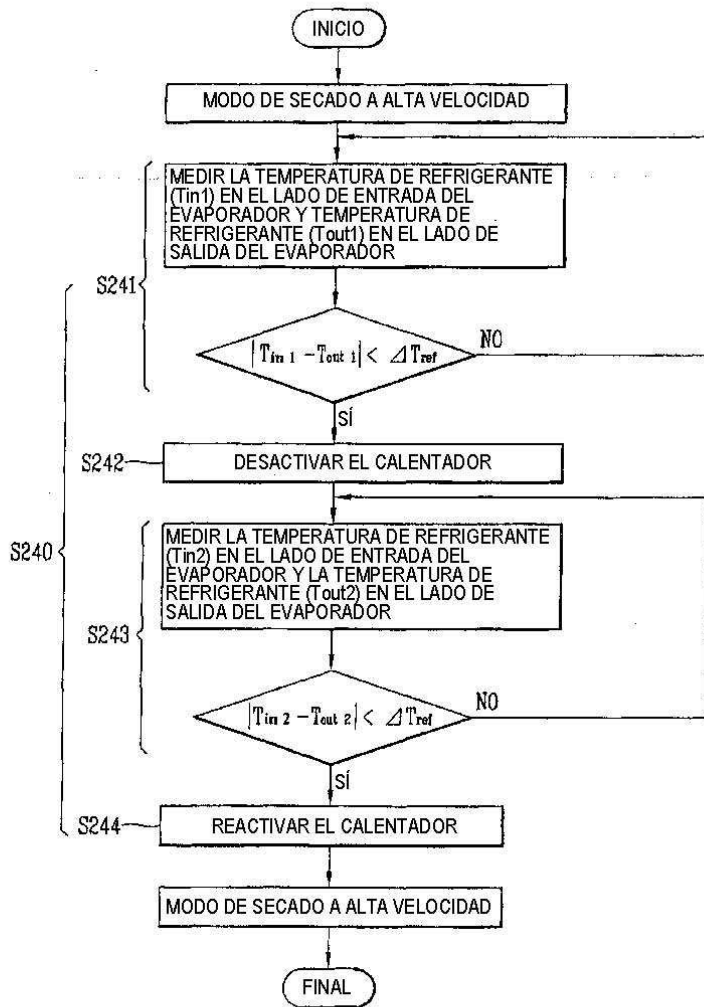 INICIO
MODO DE SECADO A ALTA VELOCIDAD
MEDIR LA TEMPERATURA DE REFRIGERANTE
(Tin1) EN EL LADO DE ENTRADA DEL
EVAPORADOR Y TEMPERATURA DE
REFRIGERANTE (Tout1) EN EL LADO DE
SALIDA DEL EVAPORADOR
S241
|Tin 1 - Tout 1| < ΔTref
NO
SÍ
S242
DESACTIVAR EL CALENTADOR
S240
MEDIR LA TEMPERATURA DE REFRIGERANTE
(Tin2) EN EL LADO DE ENTRADA DEL
EVAPORADOR Y LA TEMPERATURA DE
REFRIGERANTE (Tout2) EN EL LADO DE
SALIDA DEL EVAPORADOR
S243
|Tin 2 - Tout 2| < ΔTref
NO
SÍ
S244
REACTIVAR EL CALENTADOR
MODO DE SECADO A ALTA VELOCIDAD
FINAL